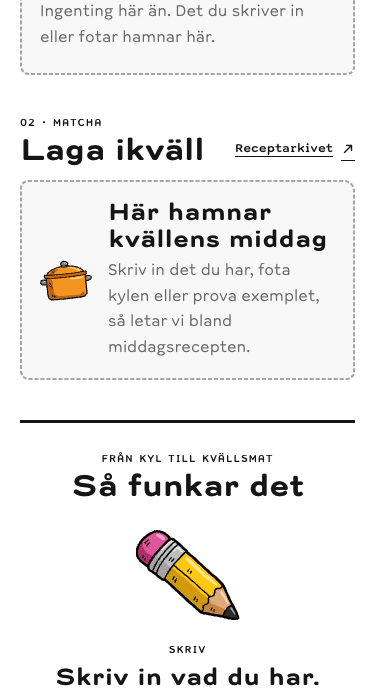 Ingenting här än. Det du skriver in
eller fotar hamnar här.
02 · MATCHA
Laga ikväll
Receptarkivet ↗
Här hamnar
kvällens middag
Skriv in det du har, fota
kylen eller prova exemplet,
så letar vi bland
middagsrecepten.
FRÅN KYL TILL KVÄLLSMAT
Så funkar det
SKRIV
Skriv in vad du har.